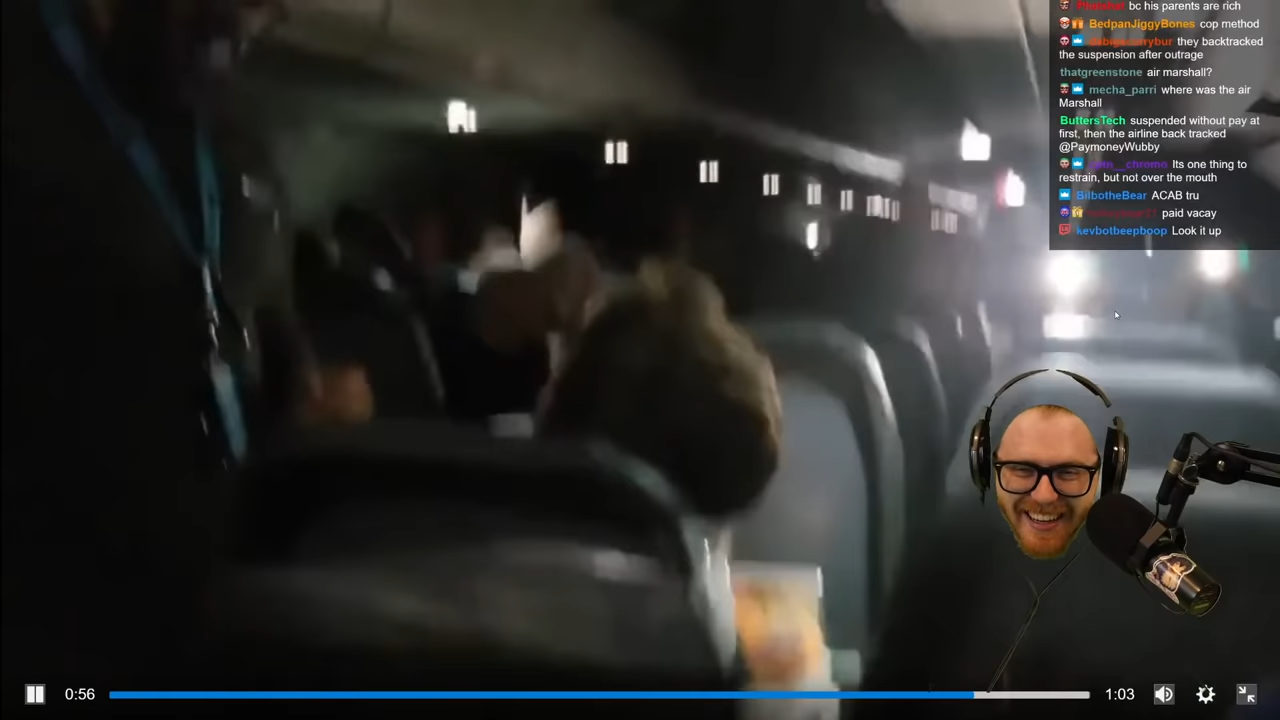 bc his parents are rich
BedpanJiggyBones cop method
they backtracked
the suspension after outrage
thatgreenstone air marshall?
mecha_parri where was the air
Marshall
ButtersTech suspended without pay at
first, then the airline back tracked
@PaymoneyWubby
Its one thing to
restrain, but not over the mouth
BilbotheBear ACAB tru
paid vacay
kevbotbeepboop Look it up
0:56
1:03